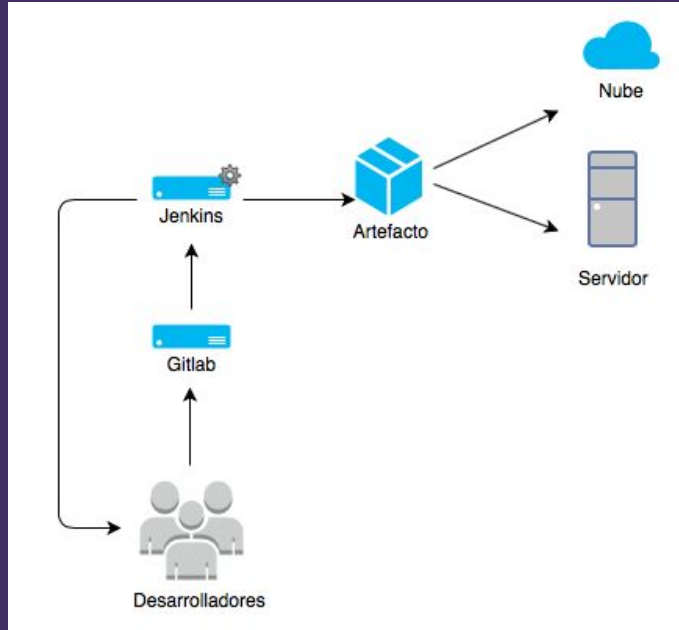 Nube
Jenkins
Artefacto
Servidor
Gitlab
Desarrolladores